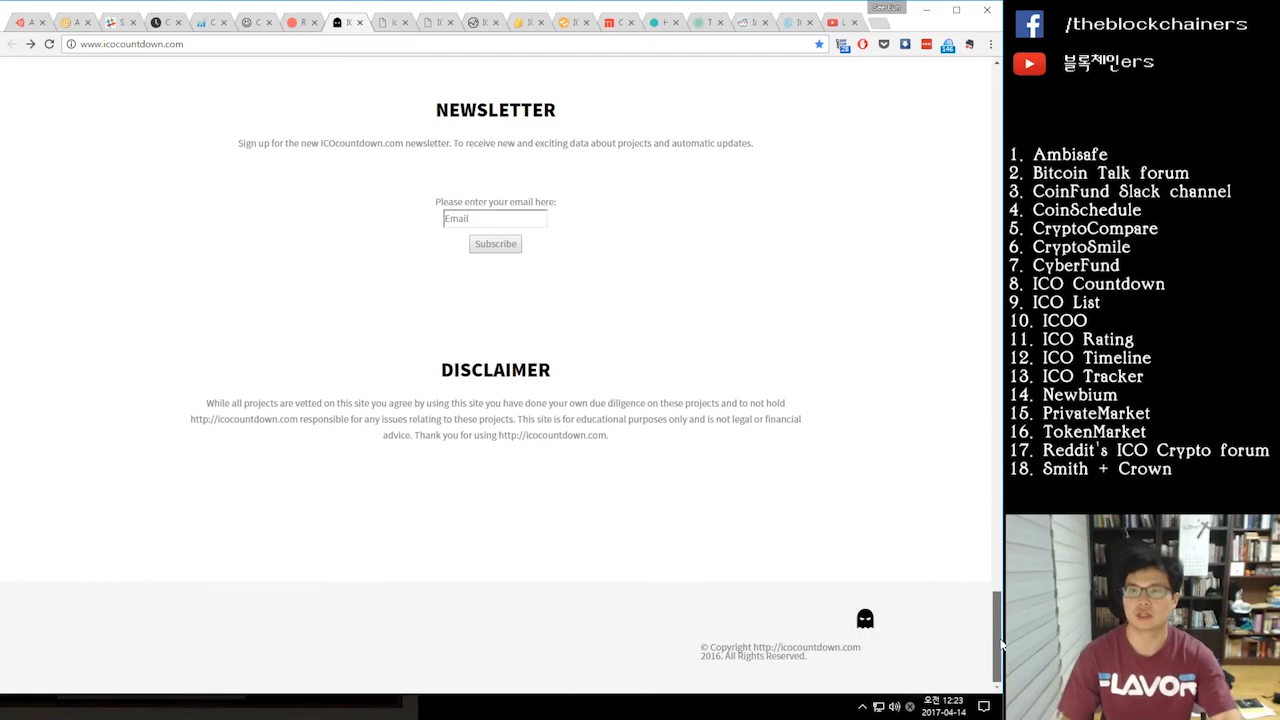 See Eun
www.icocountdown.com
28
146
NEWSLETTER
Sign up for the new ICOcountdown.com newsletter. To receive new and exciting data about projects and automatic updates.
Please enter your email here:
Email
Subscribe
DISCLAIMER
While all projects are vetted on this site you agree by using this site you have done your own due diligence on these projects and to not hold
http://icocountdown.com responsible for any issues relating to these projects. This site is for educational purposes only and is not legal or financial
advice. Thank you for using http://icocountdown.com.
© Copyright http://icocountdown.com
2016. All Rights Reserved.
오전 12:23
2017-04-14
/theblockchainers
블록체인ers
1. Ambisafe
2. Bitcoin Talk forum
3. CoinFund Slack channel
4. CoinSchedule
5. CryptoCompare
6. CryptoSmile
7. CyberFund
8. ICO Countdown
9. ICO List
10. ICOO
11. ICO Rating
12. ICO Timeline
13. ICO Tracker
14. Newbium
15. PrivateMarket
16. TokenMarket
17. Reddit's ICO Crypto forum
18. Smith + Crown
FLAVOR